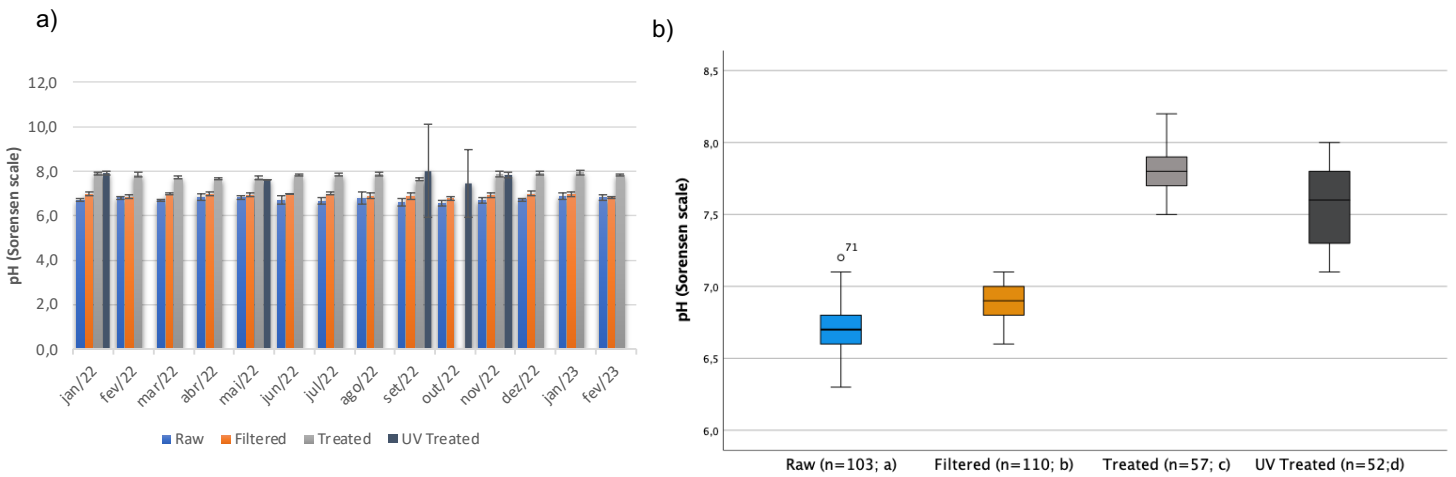 a)
12,0
10,0
8,0
6,0
4,0
2,0
0,0
pH (Sorensen scale)
jan/22
fev/22
mar/22
abr/22
mai/22
jun/22
jul/22
ago/22
set/22
out/22
nov/22
dez/22
jan/23
fev/23
Raw Filtered Treated UV Treated
b)
8,5
8,0
7,5
7,0
6,5
6,0
pH (Sorensen scale)
71
Raw (n=103; a) Filtered (n=110; b) Treated (n=57; c) UV Treated (n=52;d)